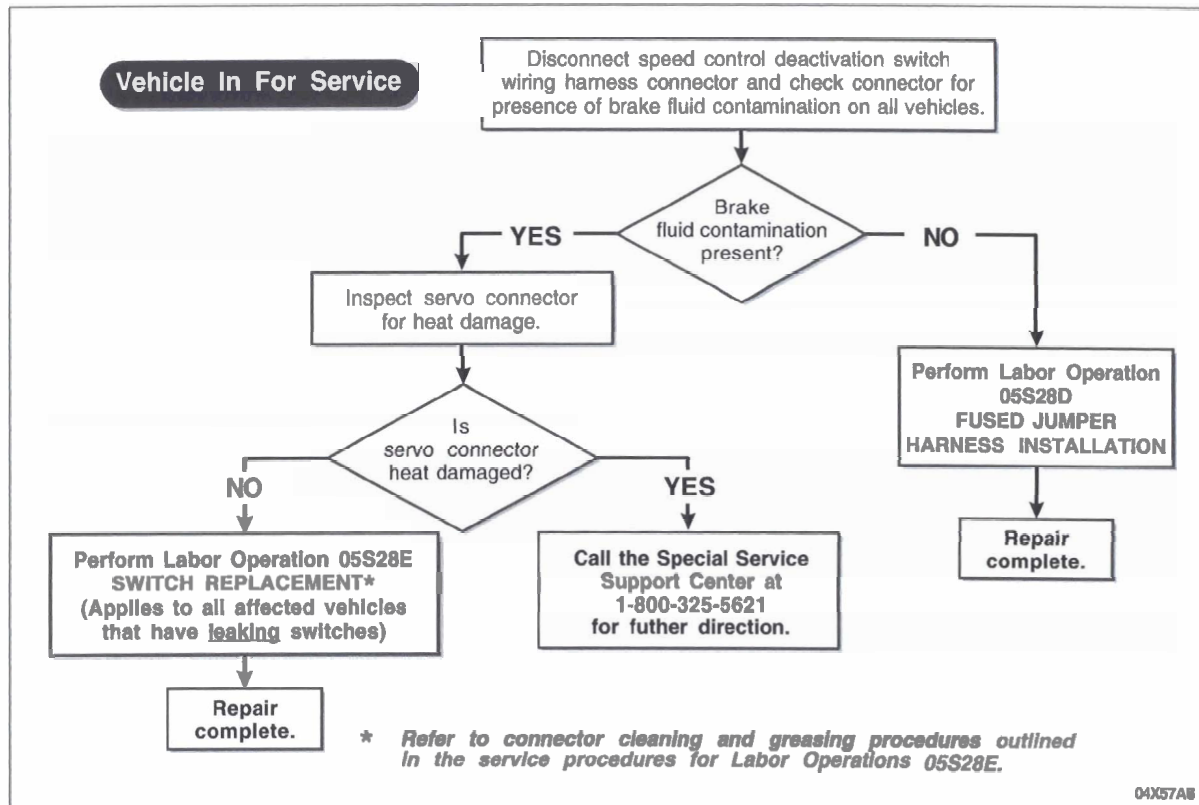 Vehicle In For Service
Disconnect speed control deactivation switch
wiring harness connector and check connector for
presence of brake fluid contamination on all vehicles.
Brake
fluid contamination
present?
YES
NO
Inspect servo connector
for heat damage.
Is
servo connector
heat damaged?
NO
YES
Perform Labor Operation
05S28D
FUSED JUMPER
HARNESS INSTALLATION
Repair
complete.
Perform Labor Operation 05S28E
SWITCH REPLACEMENT*
(Applies to all affected vehicles
that have leaking switches)
Call the Special Service
Support Center at
1-800-325-5621
for futher direction.
Repair
complete.
* Refer to connector cleaning and greasing procedures outlined
in the service procedures for Labor Operations 05S28E.